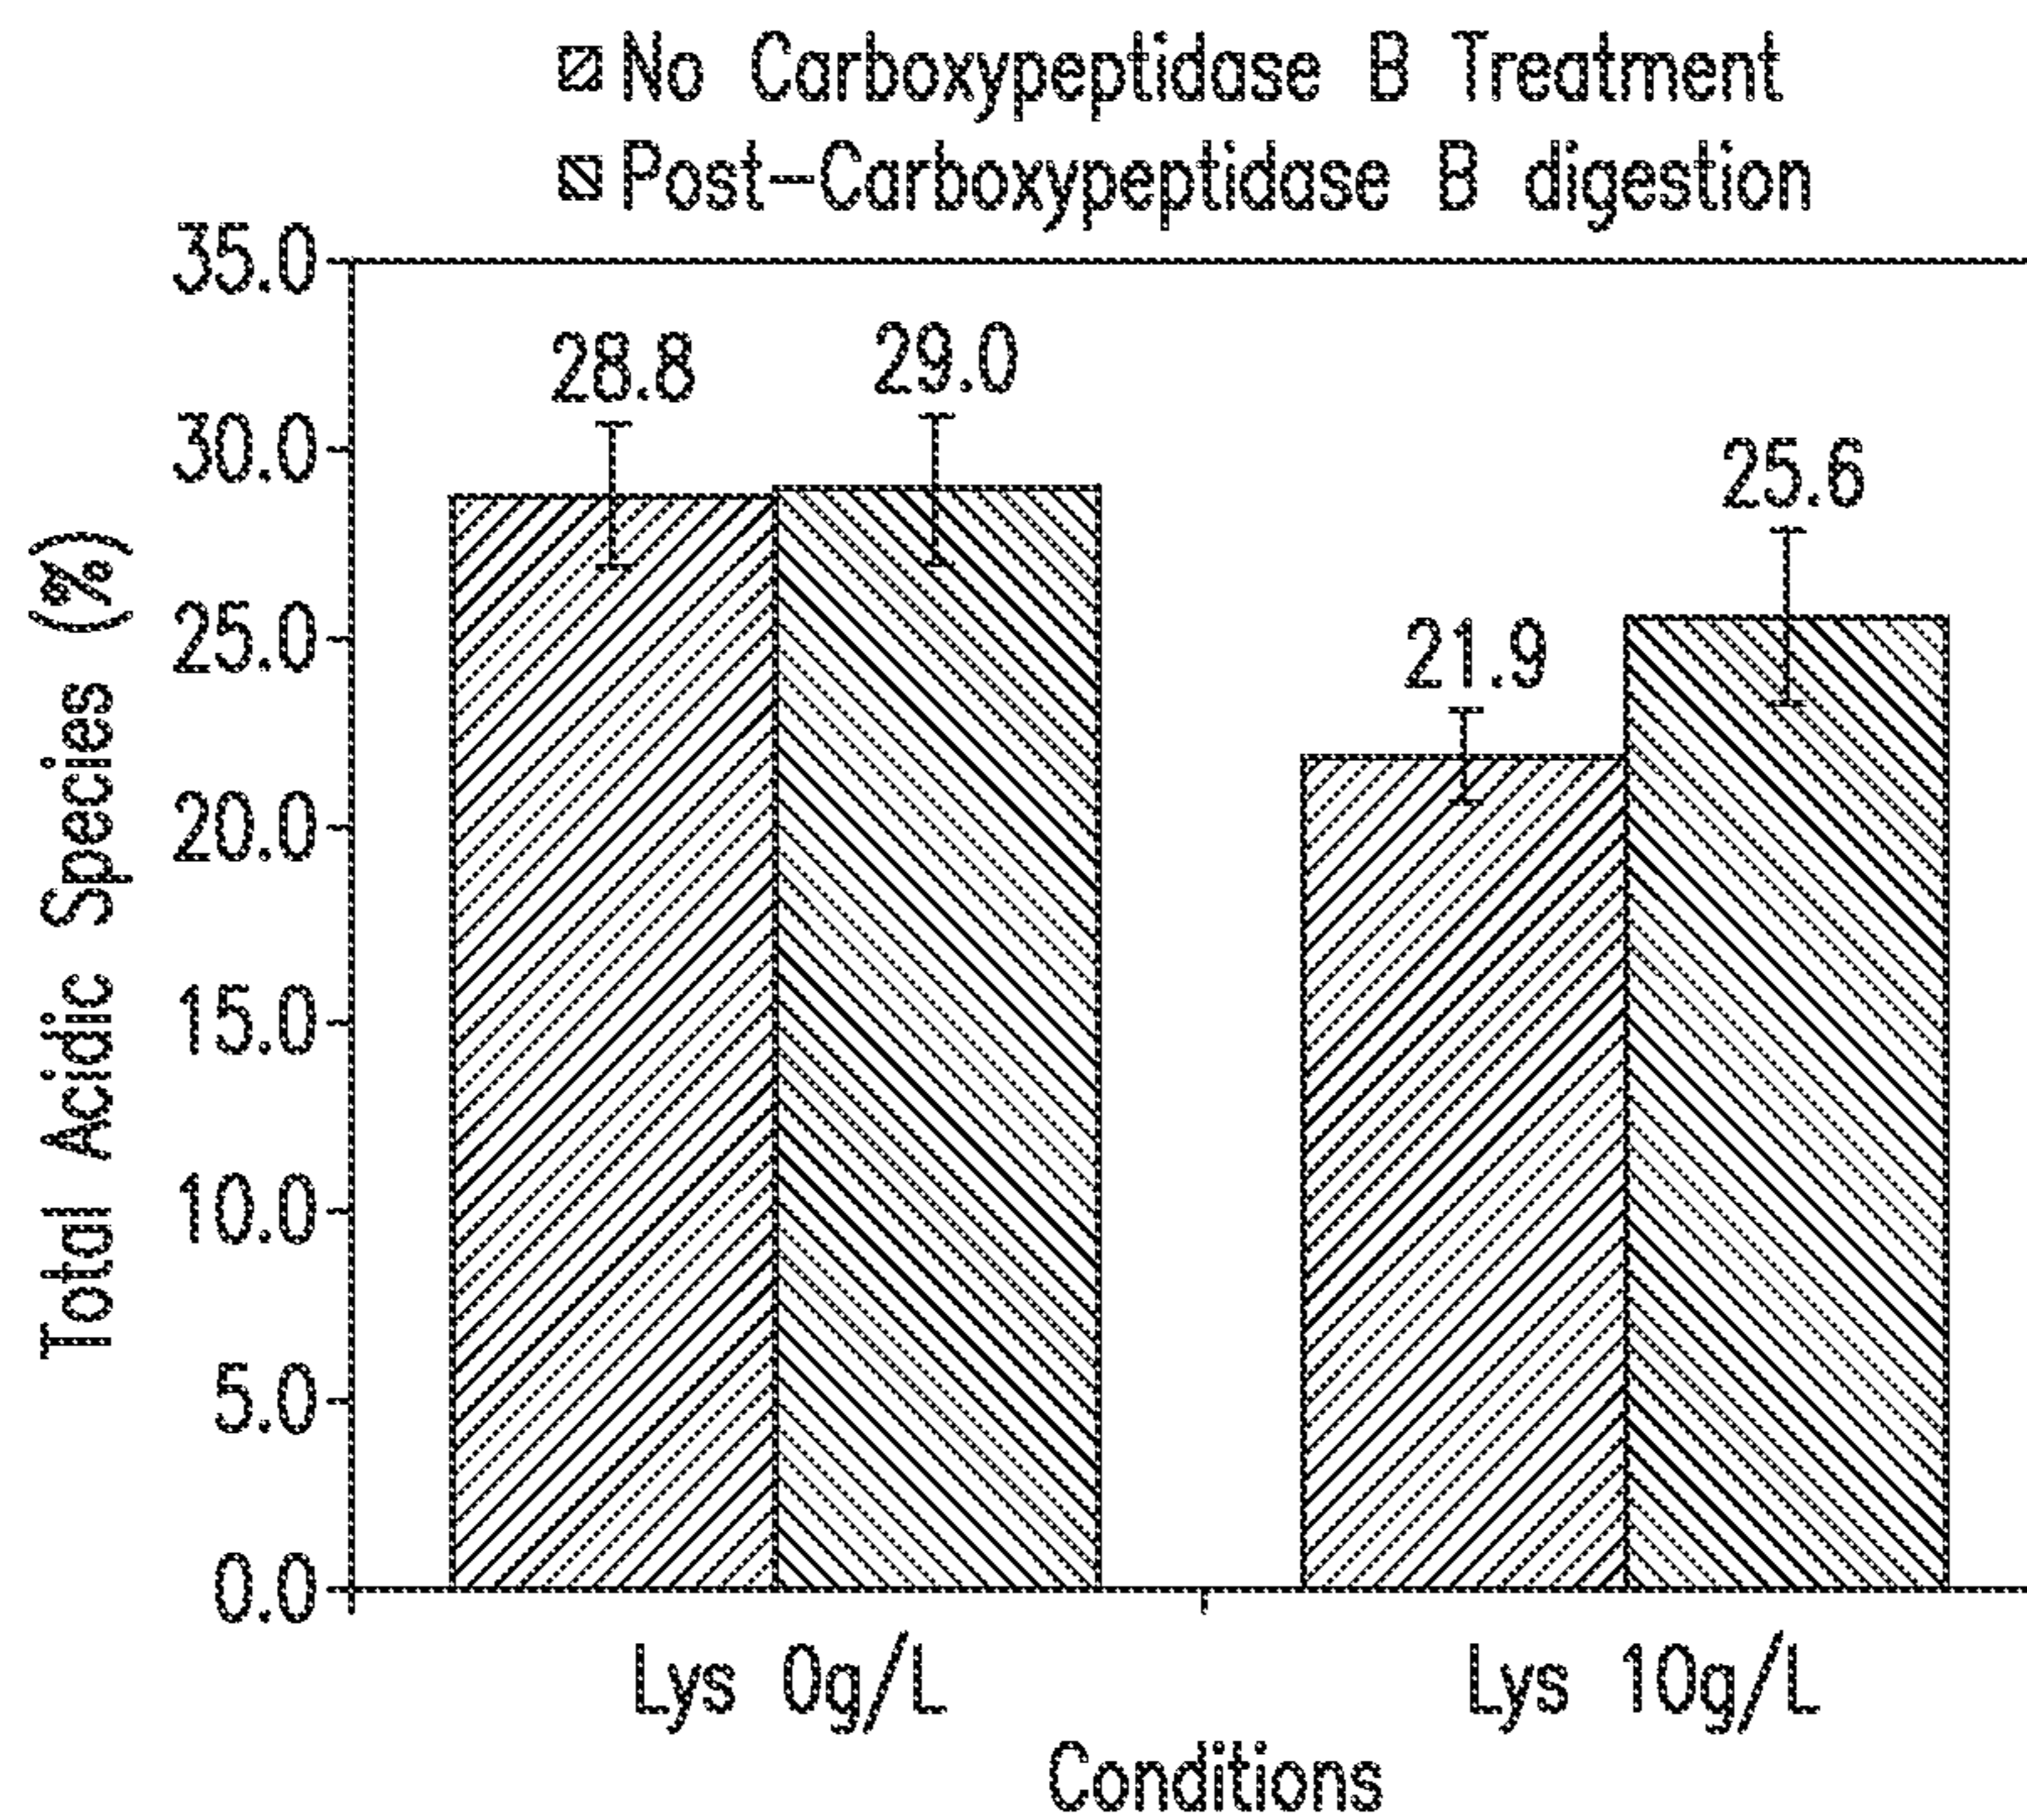 No Carboxypeptidase B Treatment
Post-Carboxypeptidase B digestion
Total Acidic Species (%)
35.0
30.0
25.0
20.0
15.0
10.0
5.0
0.0
28.8
29.0
21.9
25.6
Lys 0g/L
Lys 10g/L
Conditions